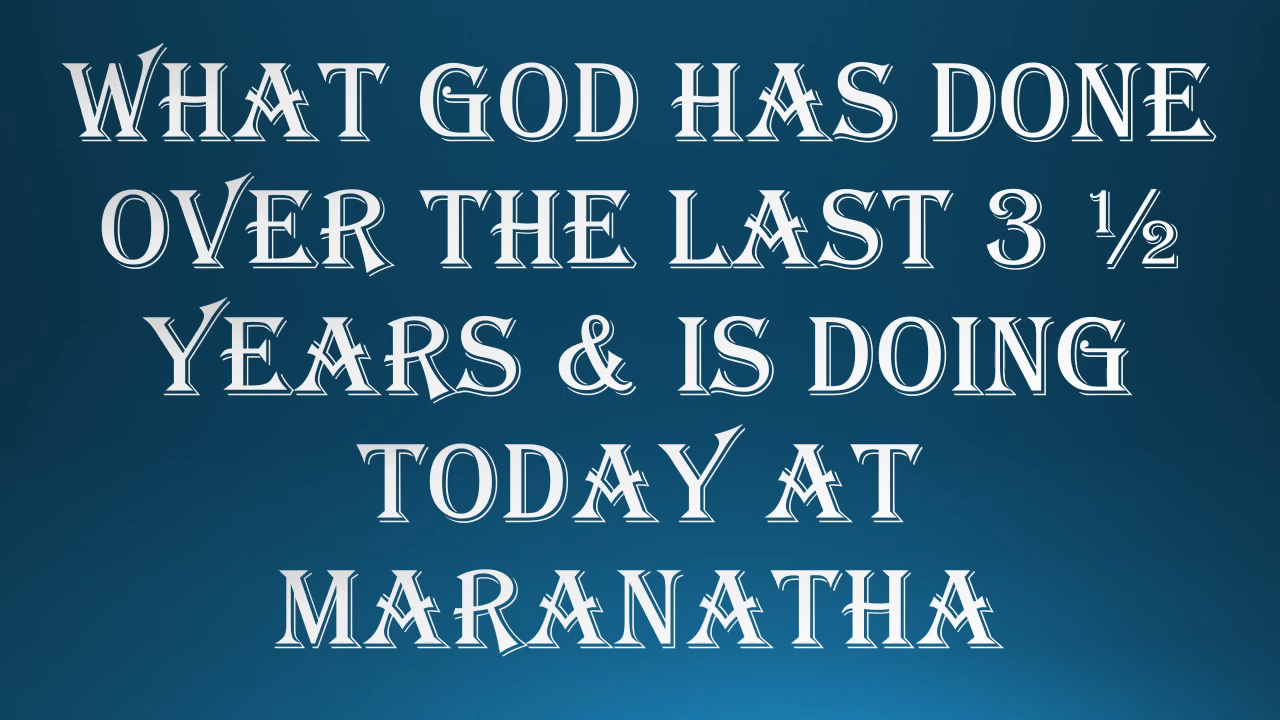 WHAT GOD HAS DONE
OVER THE LAST 3 ½
YEARS & IS DOING
TODAY AT
MARANATHA